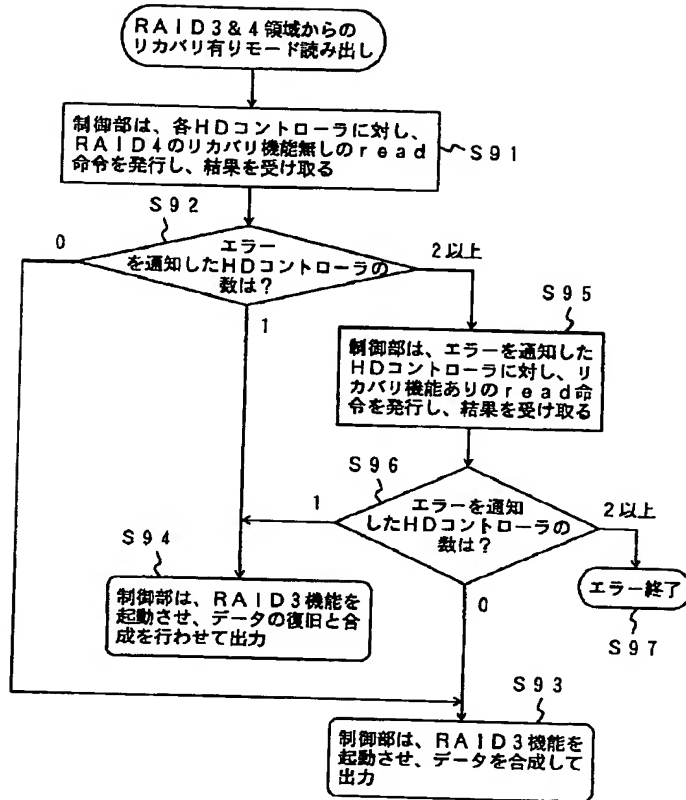 RAID3&4領域からの
リカバリ有りモード読み出し
制御部は、各HDコントローラに対し、
RAID4のリカバリ機能無しのread
命令を発行し、結果を受け取る
S91
S92
エラー
を通知したHDコントローラの
数は?
0
2以上
1
S95
制御部は、エラーを通知した
HDコントローラに対し、リ
カバリ機能ありのread命
令を発行し、結果を受け取る
S96
エラーを通知
したHDコントローラの
数は?
1
2以上
0
S94
制御部は、RAID3機能を
起動させ、データの復旧と合
成を行わせて出力
エラー終了
S97
S93
制御部は、RAID3機能を
起動させ、データを合成して
出力